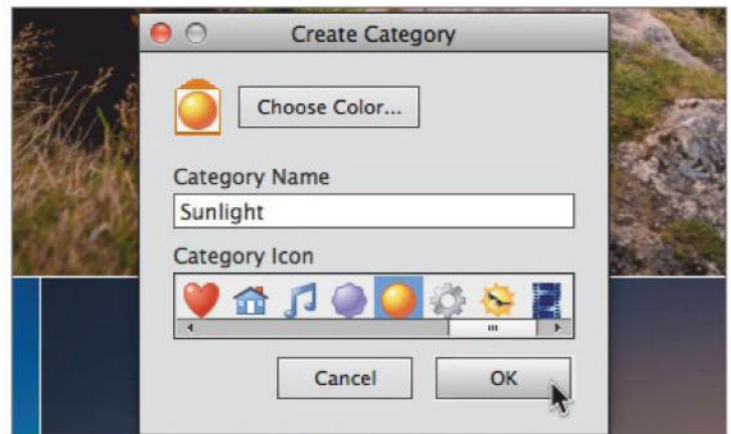 Create Category
Choose Color...
Category Name
Sunlight
Category Icon
Cancel OK